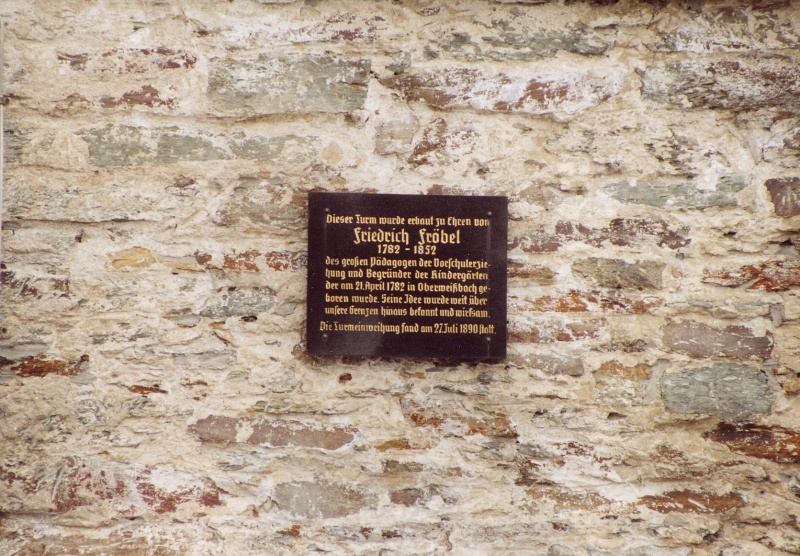 Dieser Turm wurde erbaut zu Ehren von
Friedrich Fröbel
1782 - 1852
des großen Pädagogen der Vorschulerzie-
hung und Begründer der Kindergärten
der am 21. April 1782 in Oberweißbach ge-
boren wurde. Seine Idee wurde weit über
unsere Grenzen hinaus bekannt und wirksam.
Die Turmeinweihung fand am 27. Juli 1890 statt.